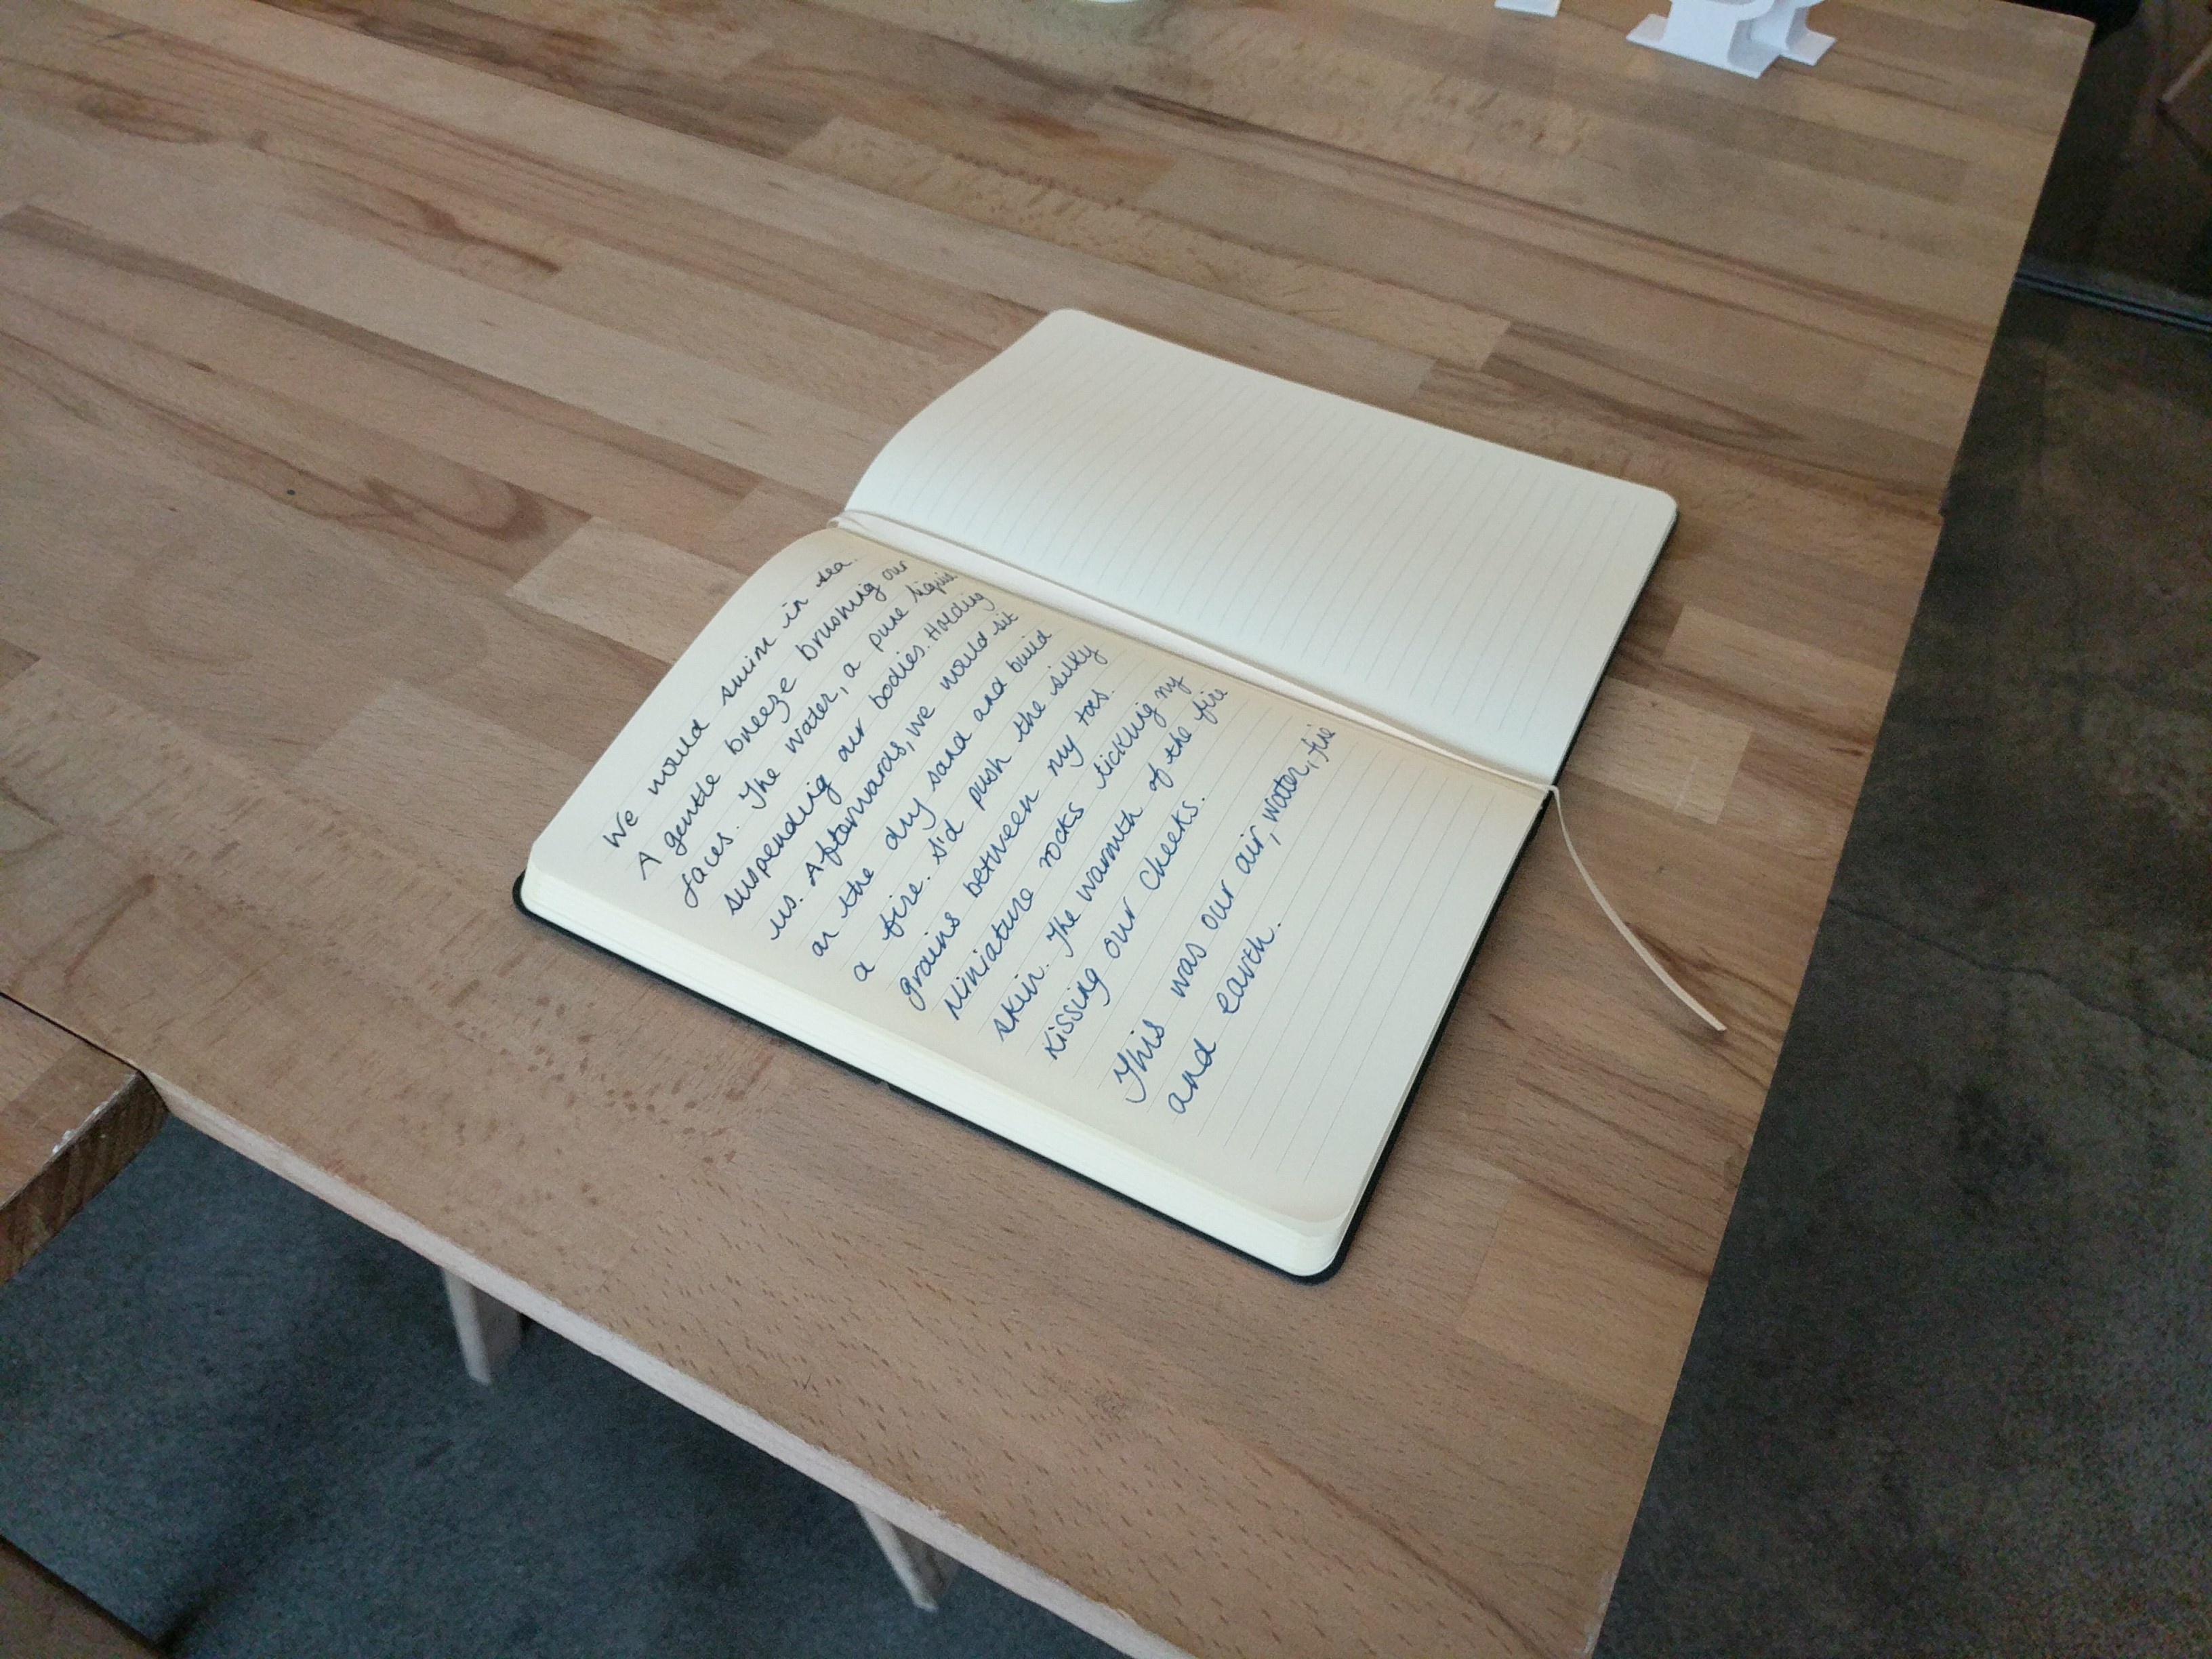 We would swim in sea.
A gentle breeze brushing our
faces. The water, a pure liquid
suspending our bodies. Holding
us. Afterwards, we would sit
on the dry sand and build
a fire. I'd push the silky
grains between my toes.
Miniature rocks tickling my
skin. The warmth of the fire
kissing our cheeks.
This was our air, water, fire
and earth.